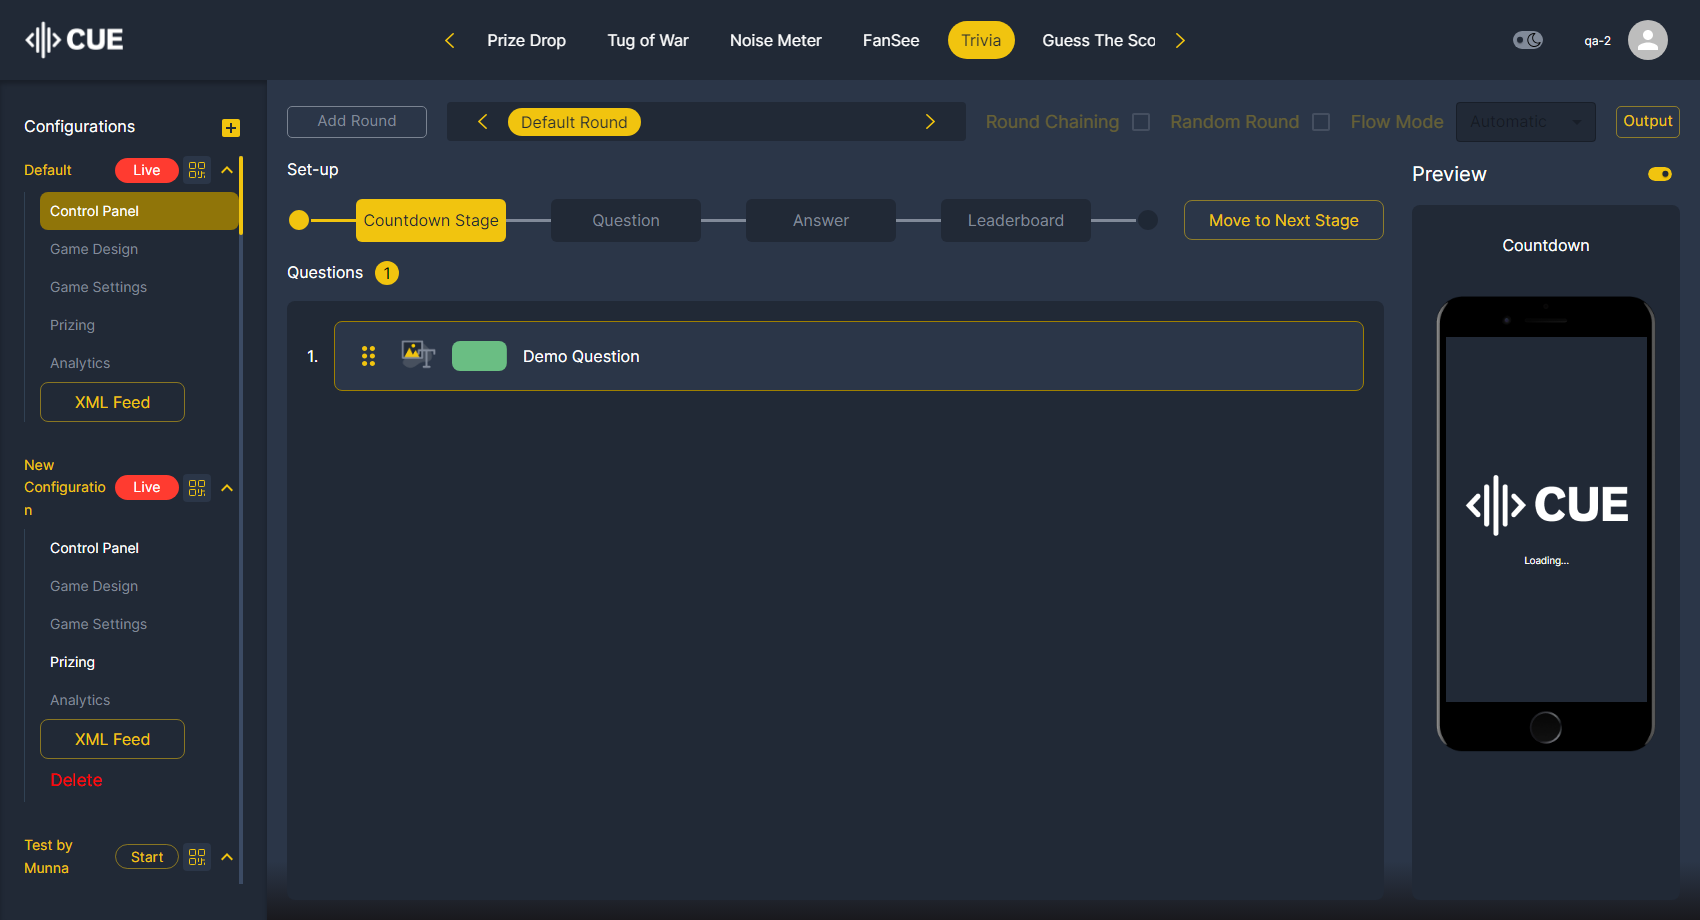 CUE
Prize Drop
Tug of War
Noise Meter
FanSee
Trivia
Guess The Sco
qa-2
Configurations
Default
Live
Control Panel
Game Design
Game Settings
Prizing
Analytics
XML Feed
New
Configuratio
n
Live
Control Panel
Game Design
Game Settings
Prizing
Analytics
XML Feed
Delete
Test by
Munna
Start
Add Round
Default Round
Round Chaining
Random Round
Flow Mode
Automatic
Output
Set-up
Countdown Stage
Question
Answer
Leaderboard
Move to Next Stage
Questions 1
1.
Demo Question
Preview
Countdown
CUE
Loading...